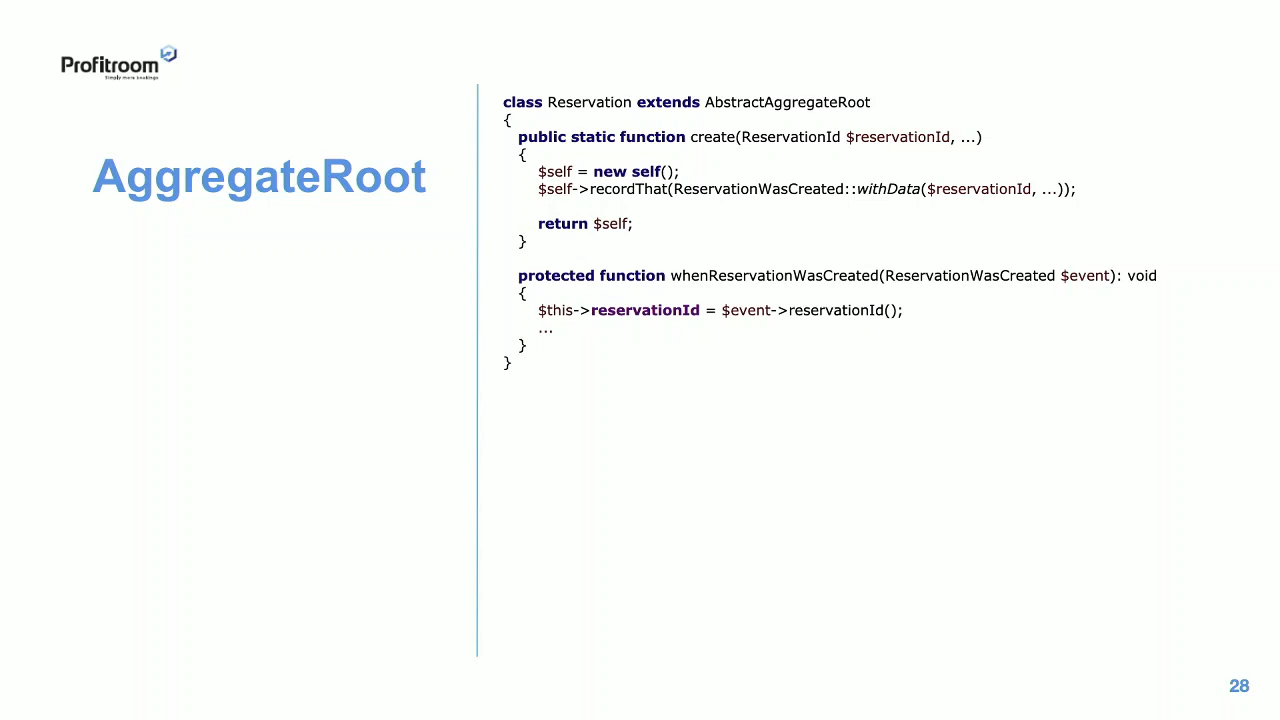 Profitroom
Simply more bookings
AggregateRoot
class Reservation extends AbstractAggregateRoot
{
public static function create(ReservationId $reservationId, ...)
{
$self = new self();
$self->recordThat(ReservationWasCreated::withData($reservationId, ...));
return $self;
}
protected function whenReservationWasCreated(ReservationWasCreated $event): void
{
$this->reservationId = $event->reservationId();
...
}
}
28